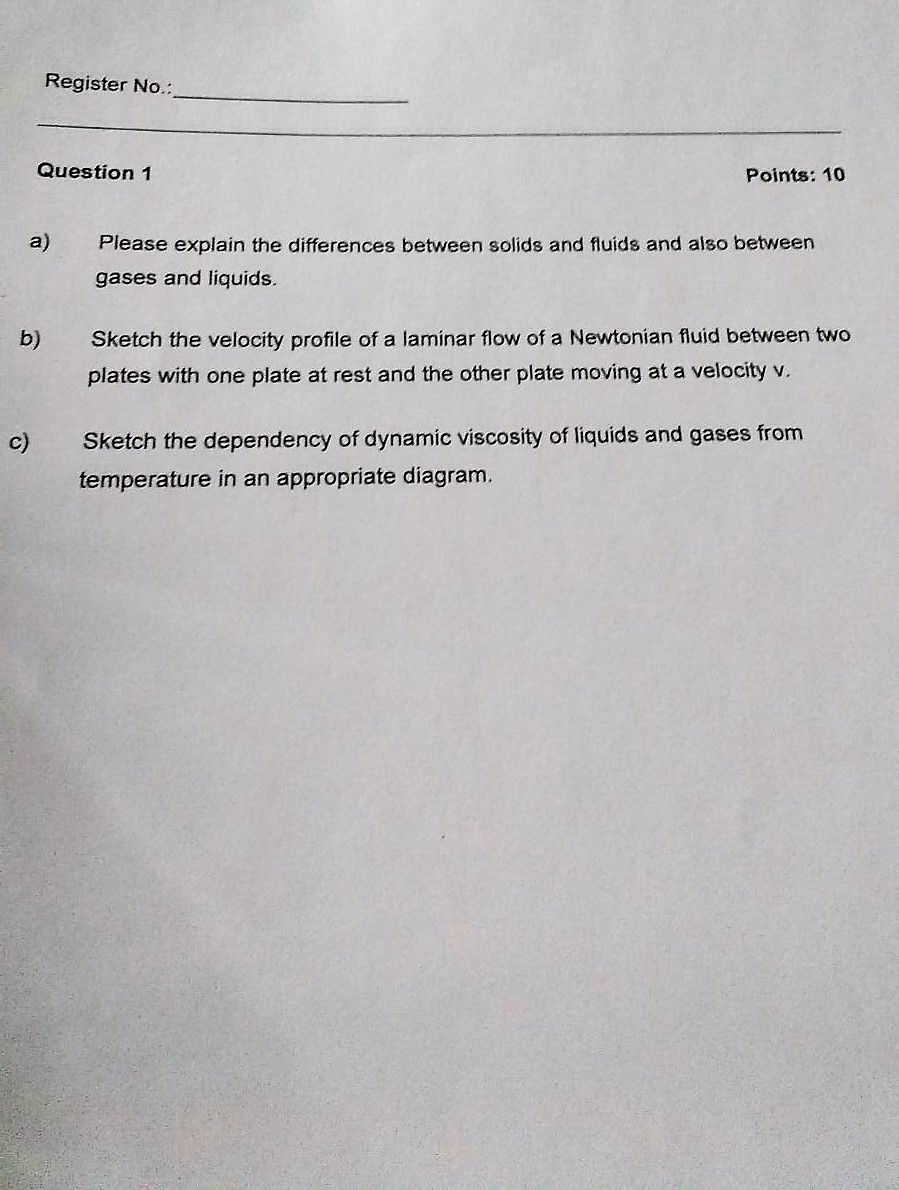 Register No.:
Question 1
Points: 10
a) Please explain the differences between solids and fluids and also between
gases and liquids.
b) Sketch the velocity profile of a laminar flow of a Newtonian fluid between two
plates with one plate at rest and the other plate moving at a velocity v.
c) Sketch the dependency of dynamic viscosity of liquids and gases from
temperature in an appropriate diagram.